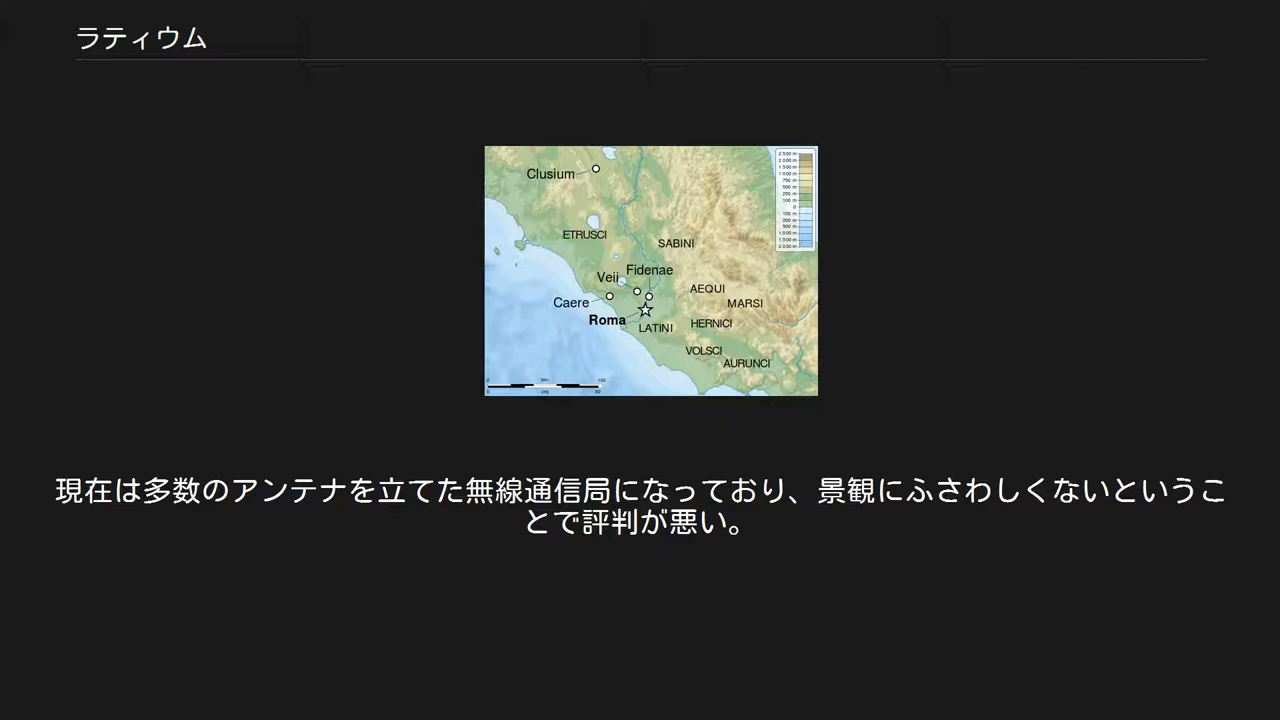 ラティウム
Clusium
ETRUSCI
SABINI
Veii
Fidenae
AEQUI
Caere
MARSI
Roma
LATINI
HERNICI
VOLSCI
AURUNCI
現在は多数のアンテナを立てた無線通信局になっており、景観にふさわしくないというこ
とで評判が悪い。